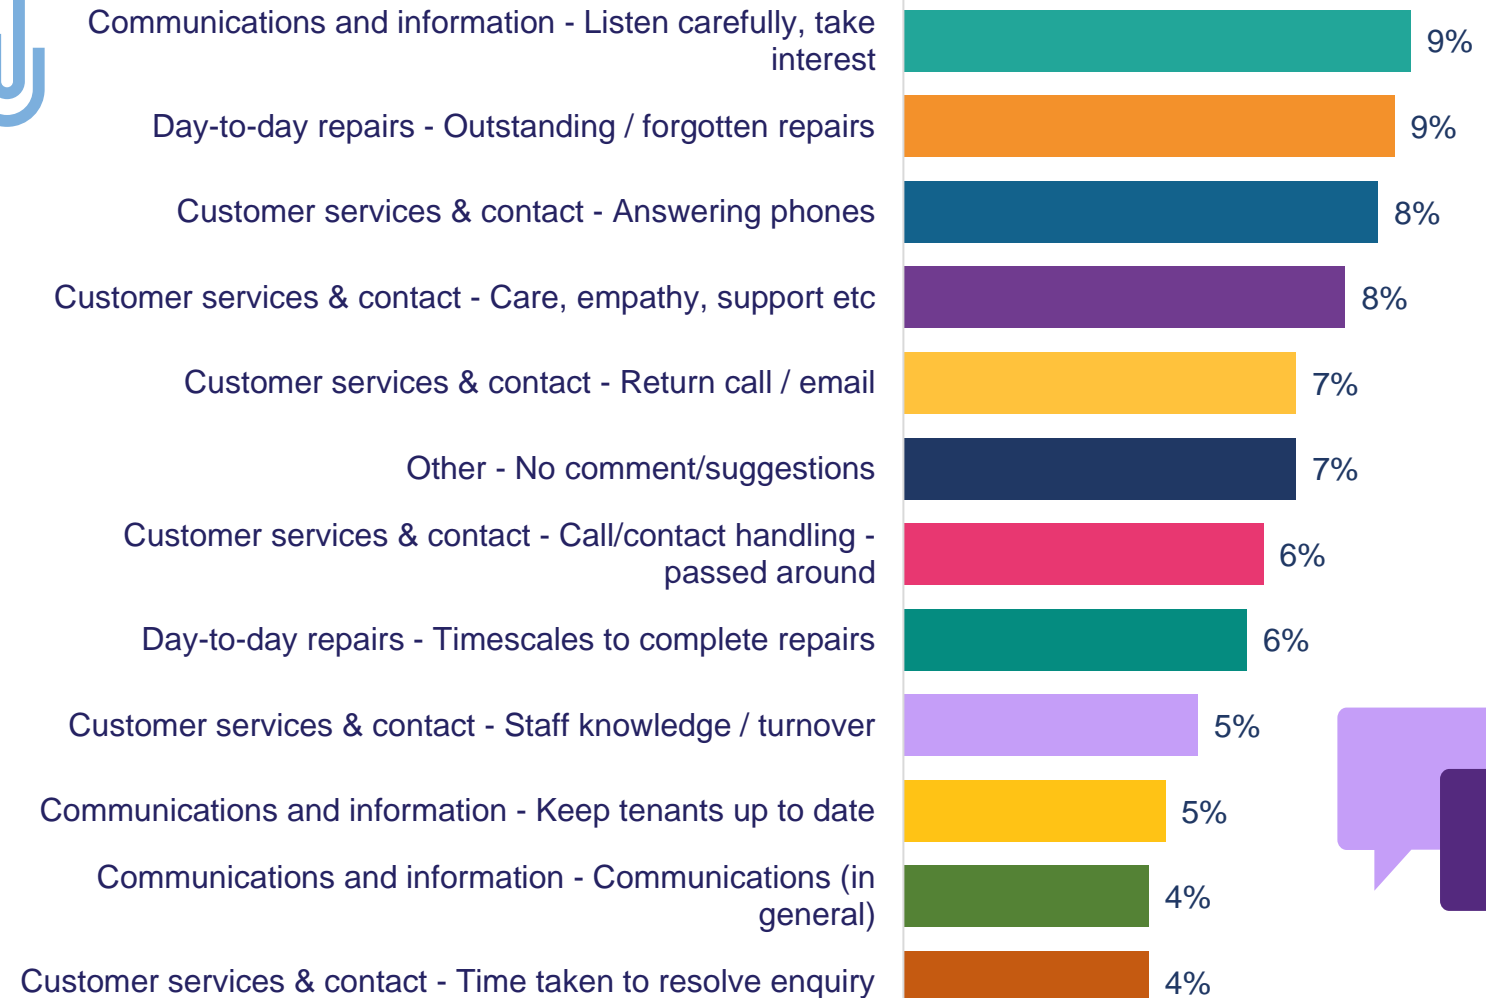 Communications and information - Listen carefully, take
interest
9%
Day-to-day repairs - Outstanding / forgotten repairs
9%
Customer services & contact - Answering phones
8%
Customer services & contact - Care, empathy, support etc
8%
Customer services & contact - Return call / email
7%
Other - No comment/suggestions
7%
Customer services & contact - Call/contact handling -
passed around
6%
Day-to-day repairs - Timescales to complete repairs
6%
Customer services & contact - Staff knowledge / turnover
5%
Communications and information - Keep tenants up to date
5%
Communications and information - Communications (in
general)
4%
Customer services & contact - Time taken to resolve enquiry
4%